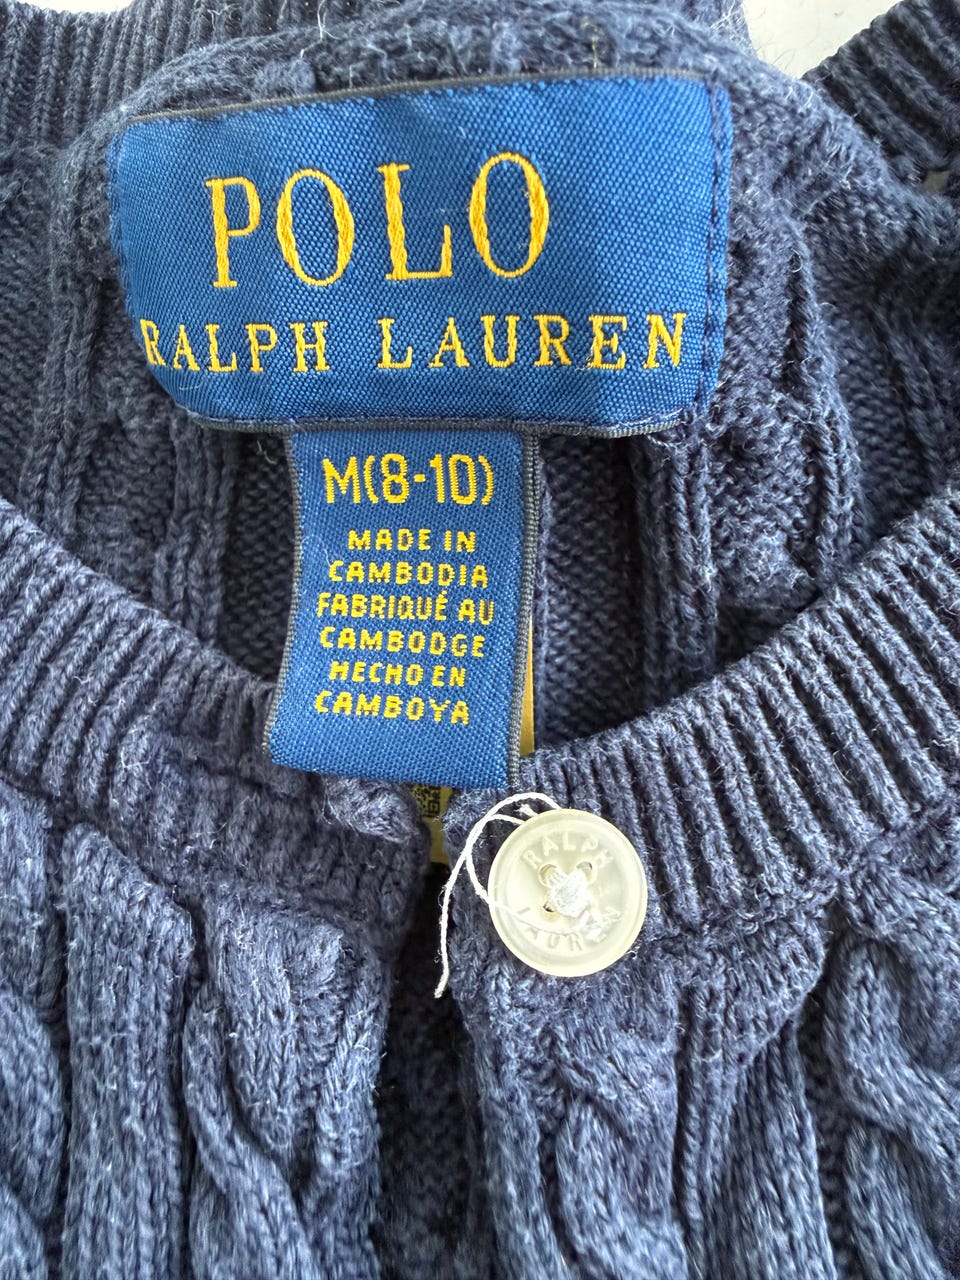 POLO
RALPH LAUREN
M(8-10)
MADE IN
CAMBODIA
FABRIQUÉ AU
CAMBODGE
HECHO EN
CAMBOYA
RALPH
LAUREN